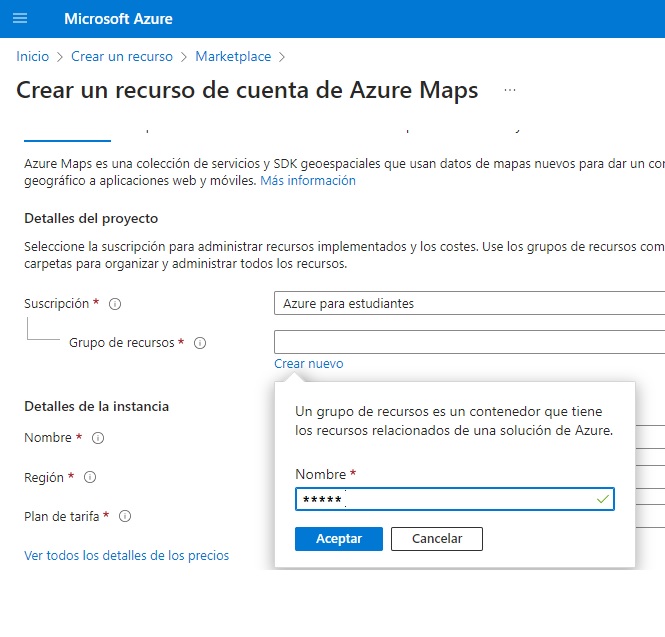 Microsoft Azure
Inicio > Crear un recurso > Marketplace >
Crear un recurso de cuenta de Azure Maps ...
Azure Maps es una colección de servicios y SDK geoespaciales que usan datos de mapas nuevos para dar un
geográfico a aplicaciones web y móviles. Más información
Detalles del proyecto
Seleccione la suscripción para administrar recursos implementados y los costes. Use los grupos de recursos com
carpetas para organizar y administrar todos los recursos.
Suscripción *
Azure para estudiantes
Grupo de recursos *
Crear nuevo
Un grupo de recursos es un contenedor que tiene
los recursos relacionados de una solución de Azure.
Nombre *
*****
Aceptar
Cancelar
Detalles de la instancia
Nombre *
Región *
Plan de tarifa *
Ver todos los detalles de los precios